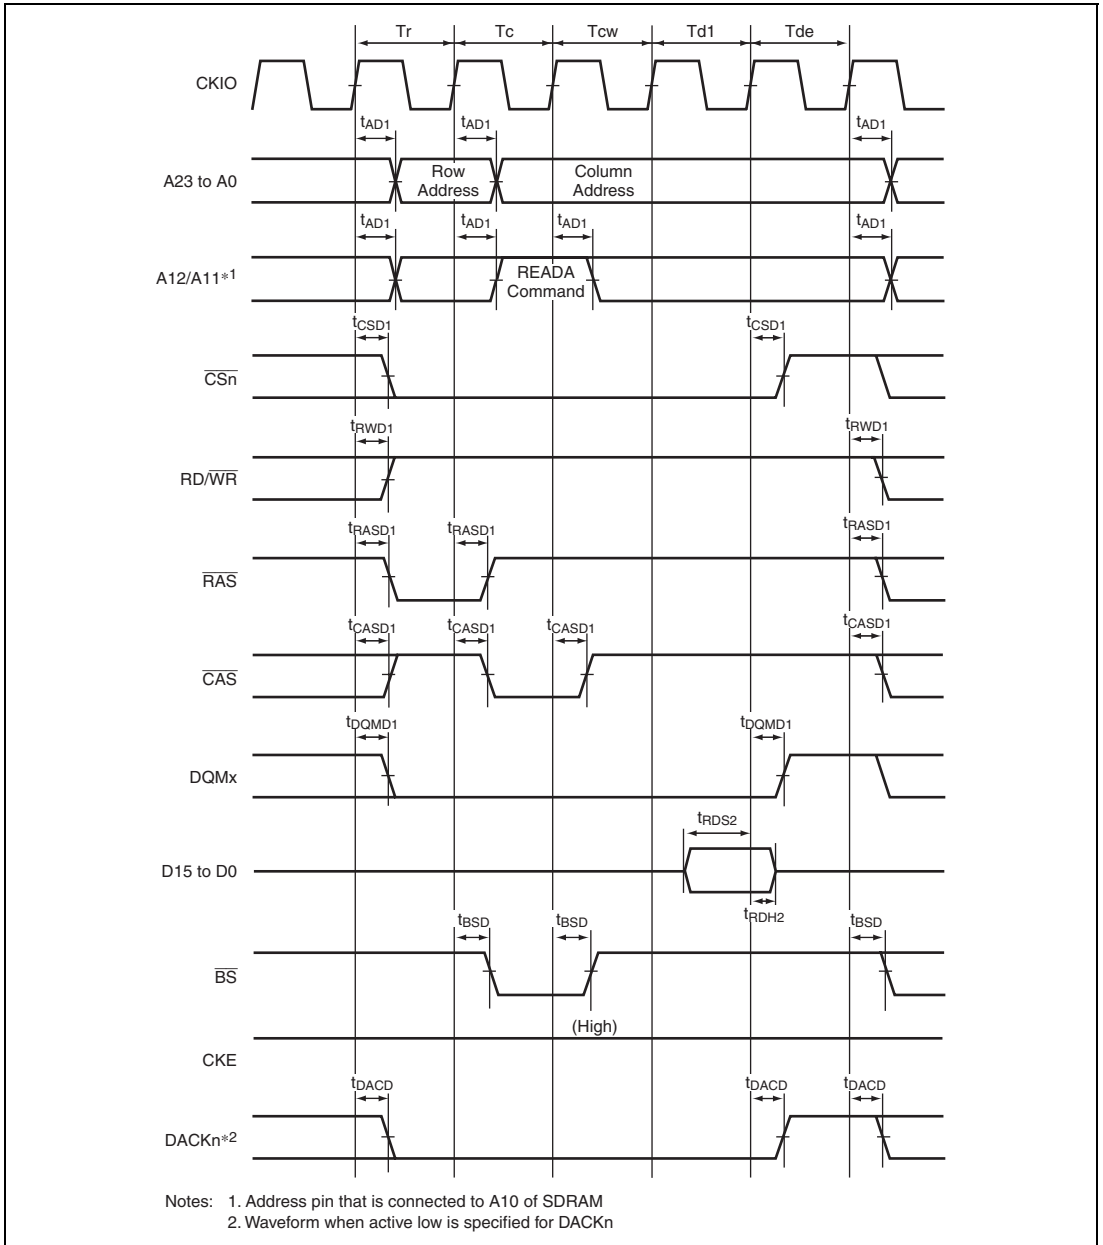 Tr Tc Tcw Td1 Tde
CKIO
tAD1 tAD1 tAD1
A23 to A0
Row
Address
Column
Address
tAD1 tAD1 tAD1 tAD1
A12/A11*1
READA
Command
tCSD1 tCSD1
CSn
tRWD1 tRWD1
RD/WR
tRASD1 tRASD1 tRASD1
RAS
tCASD1 tCASD1 tCASD1 tCASD1
CAS
tDQMD1 tDQMD1
DQMx
tRDS2
D15 to D0
tRDH2
tBSD tBSD tBSD
BS
(High)
CKE
tDACD tDACD tDACD
DACKn*2
Notes: 1. Address pin that is connected to A10 of SDRAM
2. Waveform when active low is specified for DACKn